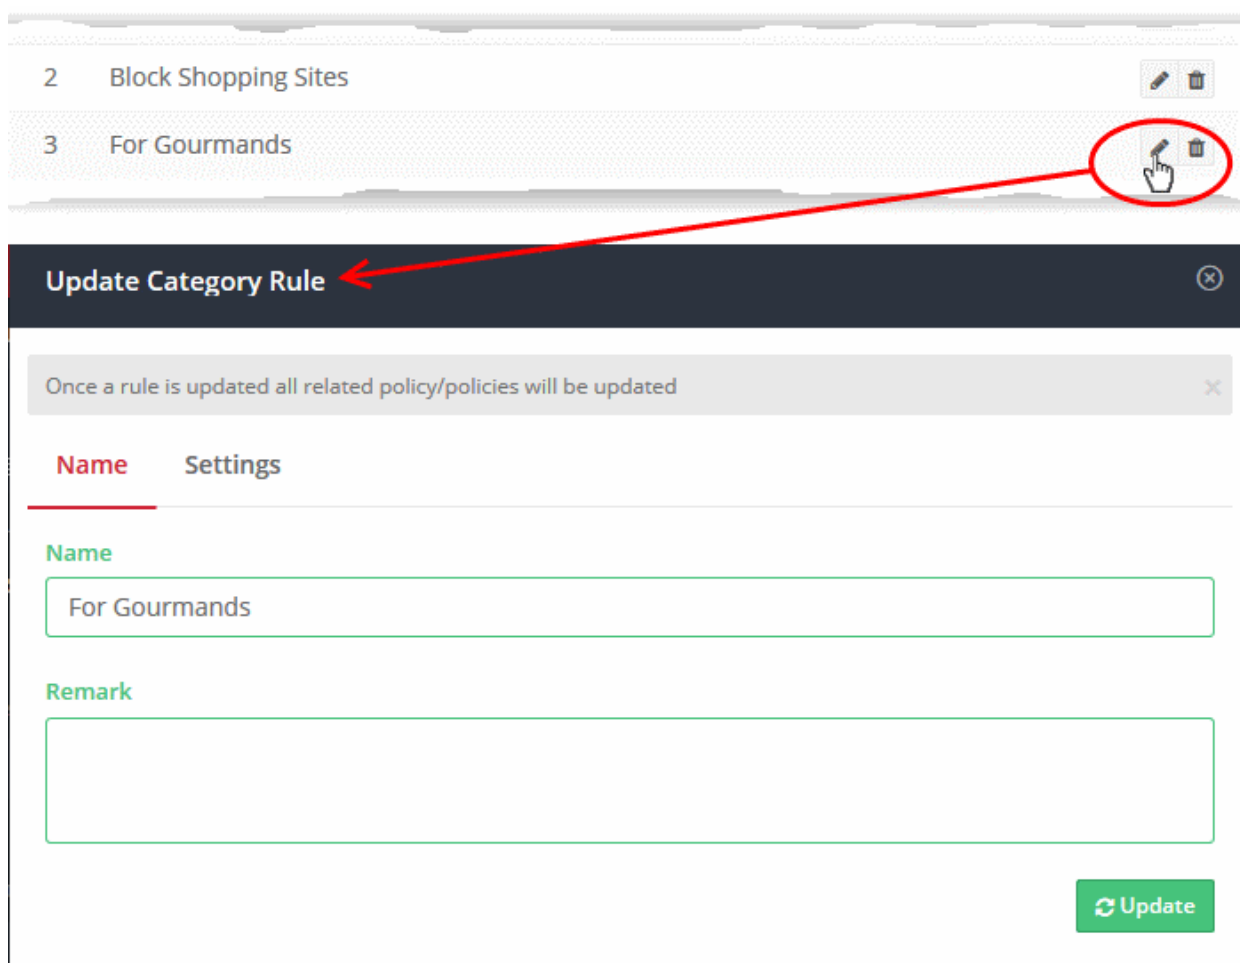 2 Block Shopping Sites
3 For Gourmands
Update Category Rule
Once a rule is updated all related policy/policies will be updated
Name Settings
Name
For Gourmands
Remark
Update